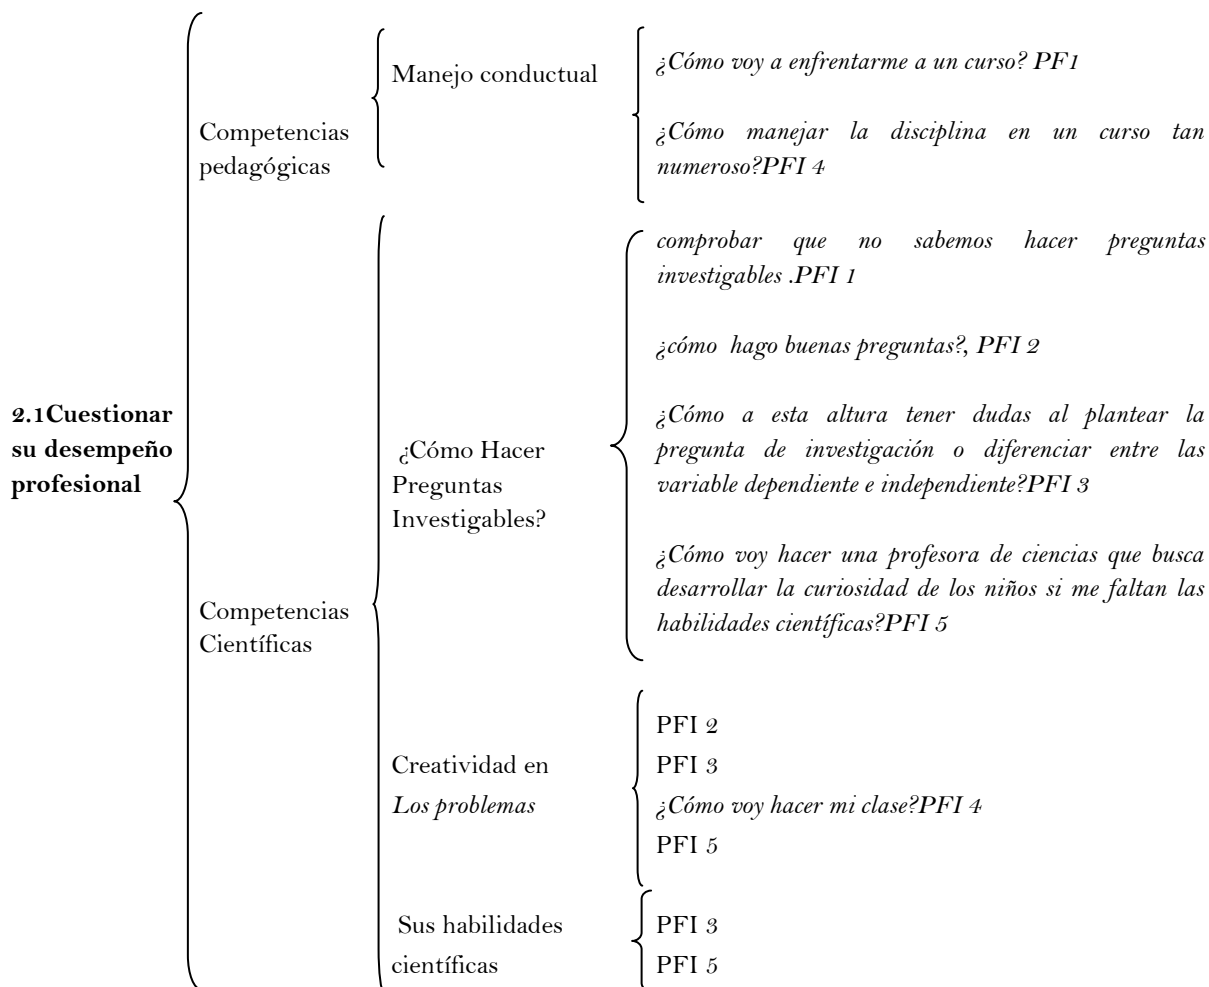 2.1Cuestionar
su desempeño
profesional
Competencias
pedagógicas
Manejo conductual
¿Cómo voy a enfrentarme a un curso? PF1
¿Cómo manejar la disciplina en un curso tan
numeroso?PFI 4
Competencias
Científicas
¿Cómo Hacer
Preguntas
Investigables?
comprobar que no sabemos hacer preguntas
investigables .PFI 1
¿cómo hago buenas preguntas?, PFI 2
¿Cómo a esta altura tener dudas al plantear la
pregunta de investigación o diferenciar entre las
variable dependiente e independiente?PFI 3
¿Cómo voy hacer una profesora de ciencias que busca
desarrollar la curiosidad de los niños si me faltan las
habilidades científicas?PFI 5
Creatividad en
Los problemas
PFI 2
PFI 3
¿Cómo voy hacer mi clase?PFI 4
PFI 5
Sus habilidades
científicas
PFI 3
PFI 5